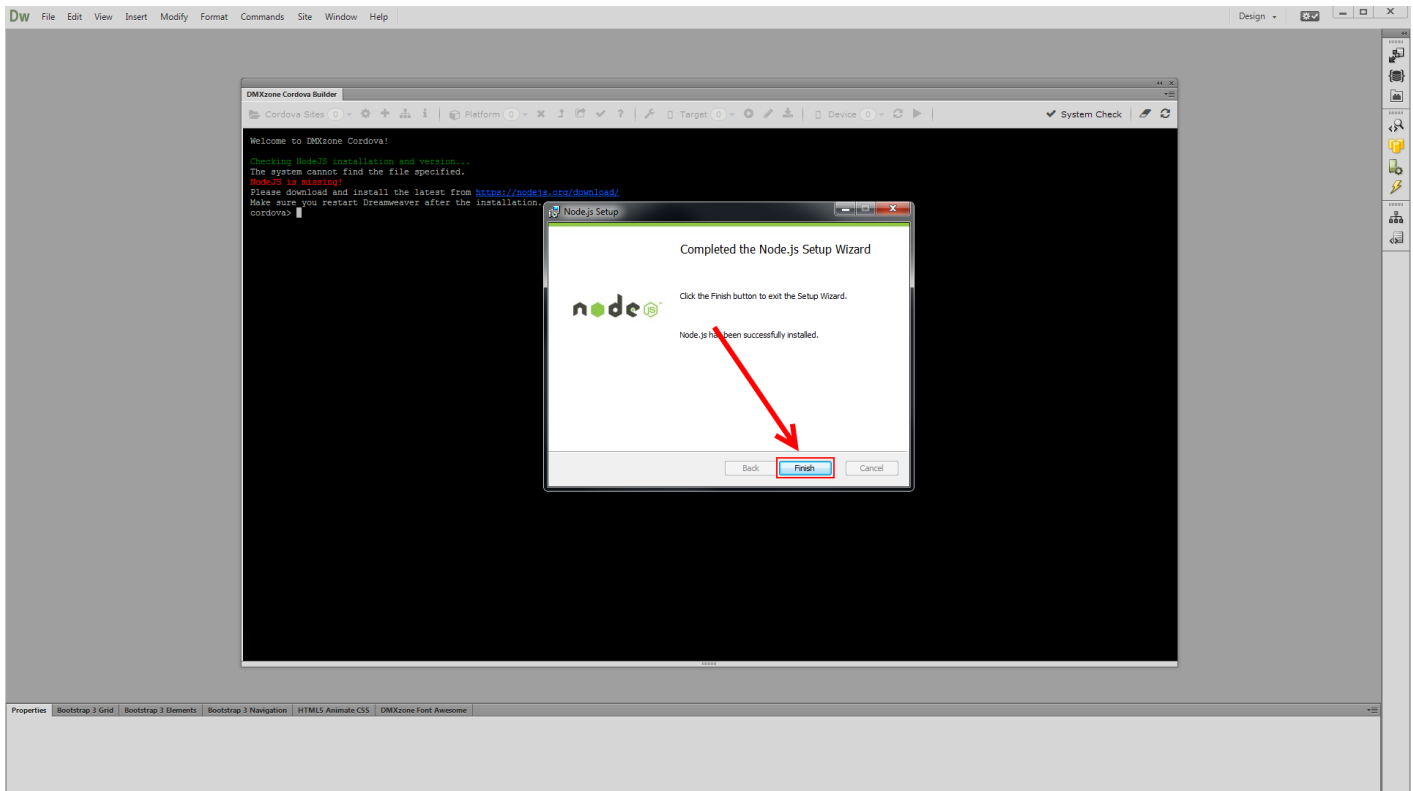 Dw File Edit View Insert Modify Format Commands Site Window Help Design
DMXzone Cordova Builder
Cordova Sites 0 Platform 0 Target 0 Device 0 System Check
Welcome to DMXzone Cordova!
Checking NodeJS installation and version...
The system cannot find the file specified.
NodeJS is missing!
Please download and install the latest from https://nodejs.org/download/
Make sure you restart Dreamweaver after the installation.
cordova>
Node.js Setup
Completed the Node.js Setup Wizard
Click the Finish button to exit the Setup Wizard.
node JS
Node.js has been successfully installed.
Back Finish Cancel
Properties Bootstrap 3 Grid Bootstrap 3 Elements Bootstrap 3 Navigation HTML5 Animate CSS DMXzone Font Awesome